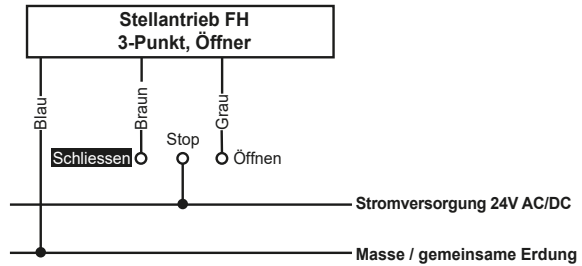 Stellantrieb FH
3-Punkt, Öffner
Blau
Braun
Grau
Stop
Schliessen
Öffnen
Stromversorgung 24V AC/DC
Masse / gemeinsame Erdung